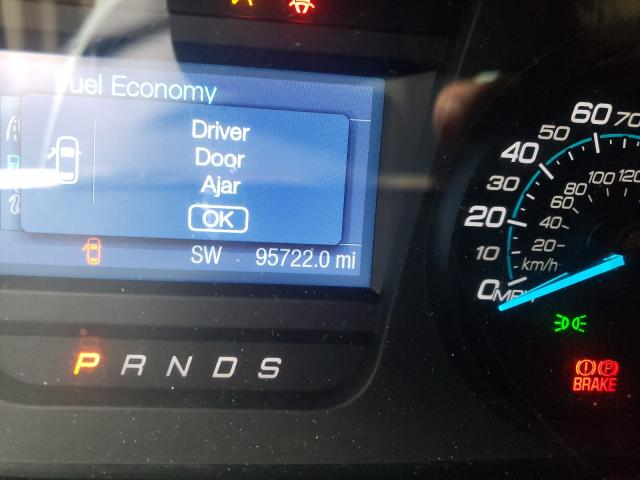 Fuel Economy
Driver
Door
Ajar
OK
SW 95722.0 mi
P R N D S
0 10 20 30 40 50 60 70
20 40 60 80 100 120
km/h
MPH
P
BRAKE